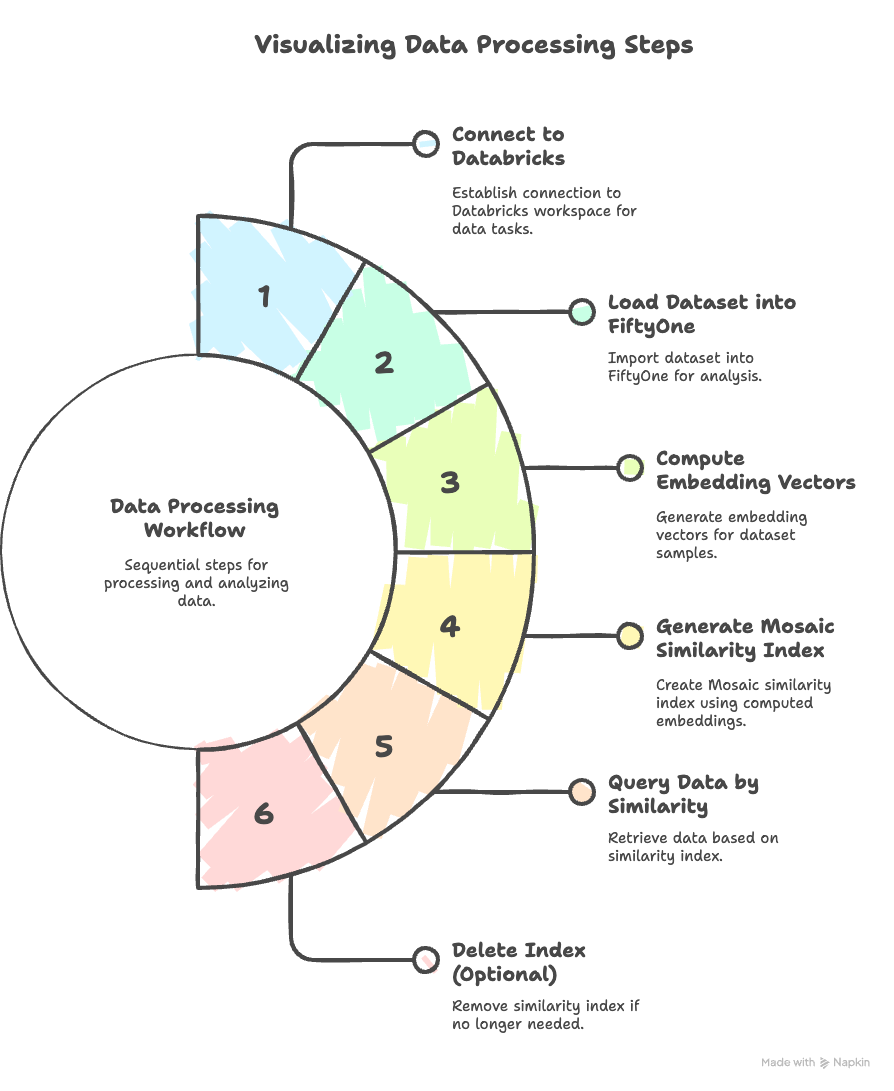 Visualizing Data Processing Steps
Connect to
Databricks
Establish connection to
Databricks workspace for
data tasks.
1
Load Dataset into
FiftyOne
Import dataset into
FiftyOne for analysis.
2
Compute
Embedding Vectors
Generate embedding
vectors for dataset
samples.
3
Data Processing
Workflow
Sequential steps for
processing and analyzing
data.
4
Generate Mosaic
Similarity Index
Create Mosaic similarity
index using computed
embeddings.
5
Query Data by
Similarity
Retrieve data based on
similarity index.
6
Delete Index
(Optional)
Remove similarity index if
no longer needed.
Made with Napkin